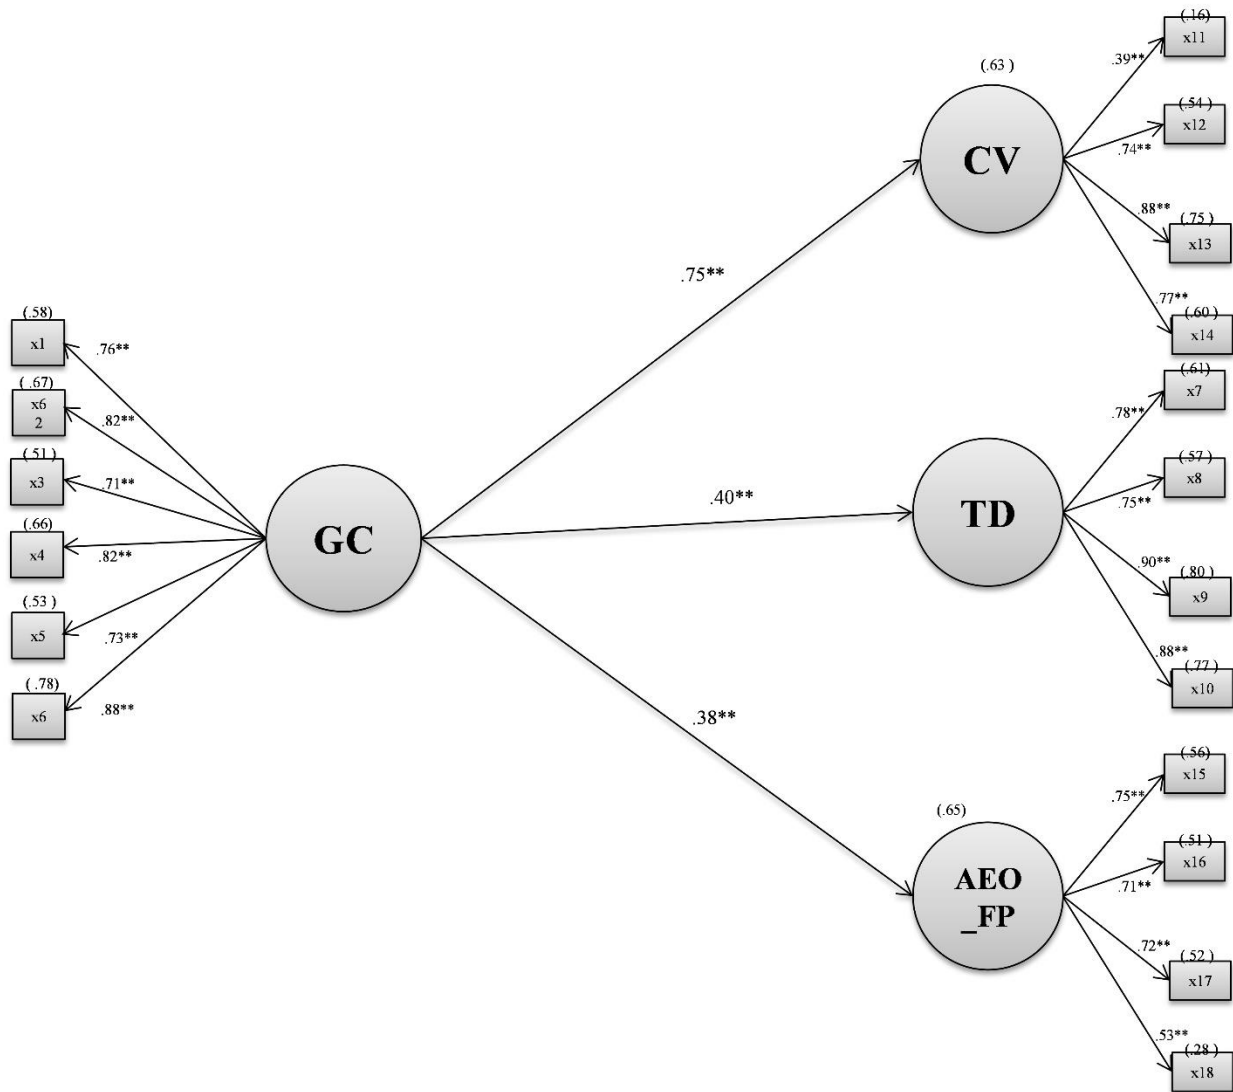 (.58)
x1
.76**
(.67)
x6
2
.82**
(.51)
x3
.71**
(.66)
x4
.82**
(.53)
x5
.73**
(.78)
x6
.88**
GC
.75**
.40**
.38**
(.63 )
CV
TD
(.65)
AEO
_FP
(.16)
x11
.39**
(.54)
x12
.74**
(.75)
x13
.88**
(.60)
x14
.77**
(.61)
x7
.78**
(.57)
x8
.75**
(.80)
x9
.90**
(.77)
x10
.88**
(.56)
x15
.75**
(.51)
x16
.71**
(.52)
x17
.72**
(.28)
x18
.53**